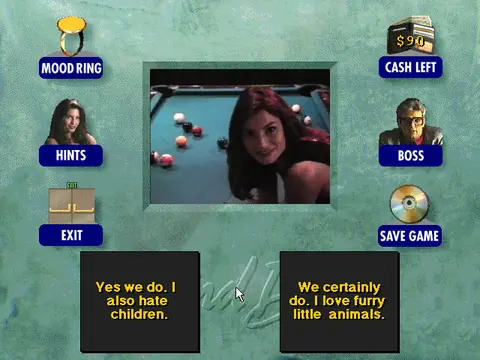 $90
MOOD RING
CASH LEFT
HINTS
BOSS
EXIT
EXIT
SAVE GAME
Yes we do. I
also hate
children.
We certainly
do. I love furry
little animals.